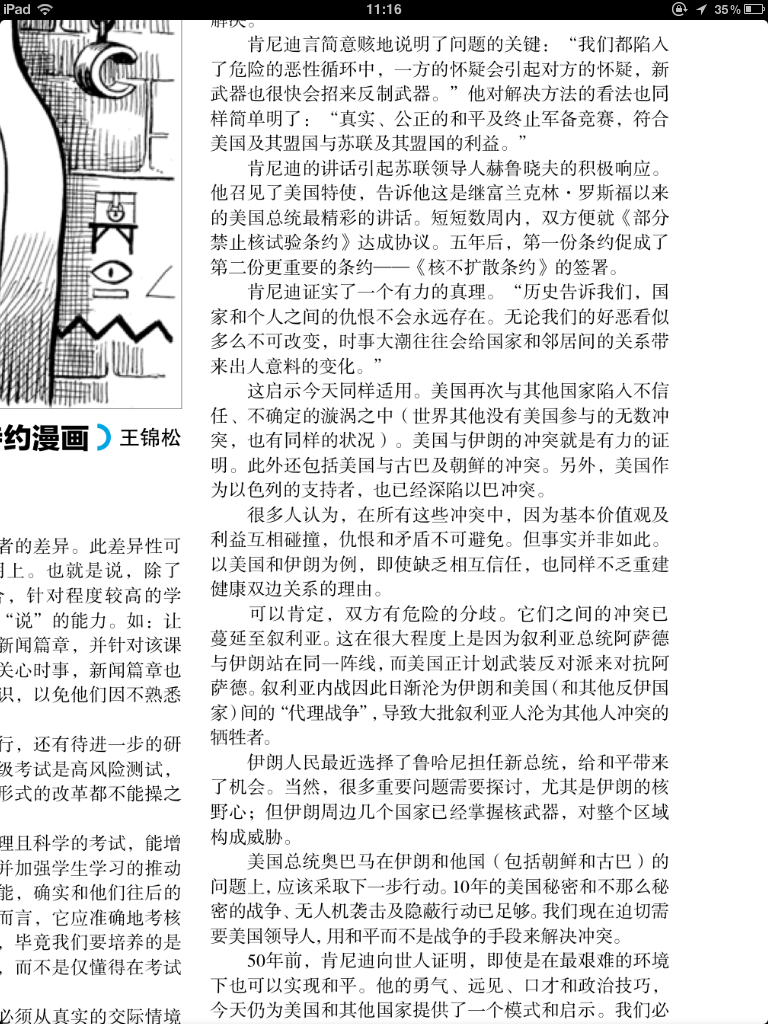 iPad
11:16
35%
解决。
肯尼迪言简意赅地说明了问题的关键：“我们都陷入
了危险的恶性循环中，一方的怀疑会引起对方的怀疑，新
武器也很快会招来反制武器。”他对解决方法的看法也同
样简单明了：“真实、公正的和平及终止军备竞赛，符合
美国及其盟国与苏联及其盟国的利益。”
肯尼迪的讲话引起苏联领导人赫鲁晓夫的积极响应。
他召见了美国特使，告诉他这是继富兰克林·罗斯福以来
的美国总统最精彩的讲话。短短数周内，双方便就《部分
禁止核试验条约》达成协议。五年后，第一份条约促成了
第二份更重要的条约——《核不扩散条约》的签署。
肯尼迪证实了一个有力的真理。“历史告诉我们，国
家和个人之间的仇恨不会永远存在。无论我们的好恶看似
多么不可改变，时事大潮往往会给国家和邻居间的关系带
来出人意料的变化。”
这启示今天同样适用。美国再次与其他国家陷入不信
任、不确定的漩涡之中（世界其他没有美国参与的无数冲
突，也有同样的状况）。美国与伊朗的冲突就是有力的证
明。此外还包括美国与古巴及朝鲜的冲突。另外，美国作
为以色列的支持者，也已经深陷以巴冲突。
很多人认为，在所有这些冲突中，因为基本价值观及
利益互相碰撞，仇恨和矛盾不可避免。但事实并非如此。
以美国和伊朗为例，即使缺乏相互信任，也同样不乏重建
健康双边关系的理由。
可以肯定，双方有危险的分歧。它们之间的冲突已
蔓延至叙利亚。这在很大程度上是因为叙利亚总统阿萨德
与伊朗站在同一阵线，而美国正计划武装反对派来对抗阿
萨德。叙利亚内战因此日渐沦为伊朗和美国（和其他反伊国
家）间的“代理战争”，导致大批叙利亚人沦为其他人冲突的
牺牲者。
伊朗人民最近选择了鲁哈尼担任新总统，给和平带来
了机会。当然，很多重要问题需要探讨，尤其是伊朗的核
野心；但伊朗周边几个国家已经掌握核武器，对整个区域
构成威胁。
美国总统奥巴马在伊朗和他国（包括朝鲜和古巴）的
问题上，应该采取下一步行动。10年的美国秘密和不那么秘
密的战争、无人机袭击及隐蔽行动已足够。我们现在迫切需
要美国领导人，用和平而不是战争的手段来解决冲突。
50年前，肯尼迪向世人证明，即使是在最艰难的环境
下也可以实现和平。他的勇气、远见、口才和政治技巧，
今天仍为美国和其他国家提供了一个模式和启示。我们必
约漫画 王锦松
者的差异。此差异性可
上。也就是说，除了
，针对程度较高的学
“说”的能力。如：让
新闻篇章，并针对该课
关心时事，新闻篇章也
识，以免他们因不熟悉
行，还有待进一步的研
级考试是高风险测试，
形式的改革都不能操之
理且科学的考试，能增
并加强学生学习的推动
能，确实和他们往后的
而言，它应准确地考核
，毕竟我们要培养的是
，而不是仅懂得在考试
必须从真实的交际情境